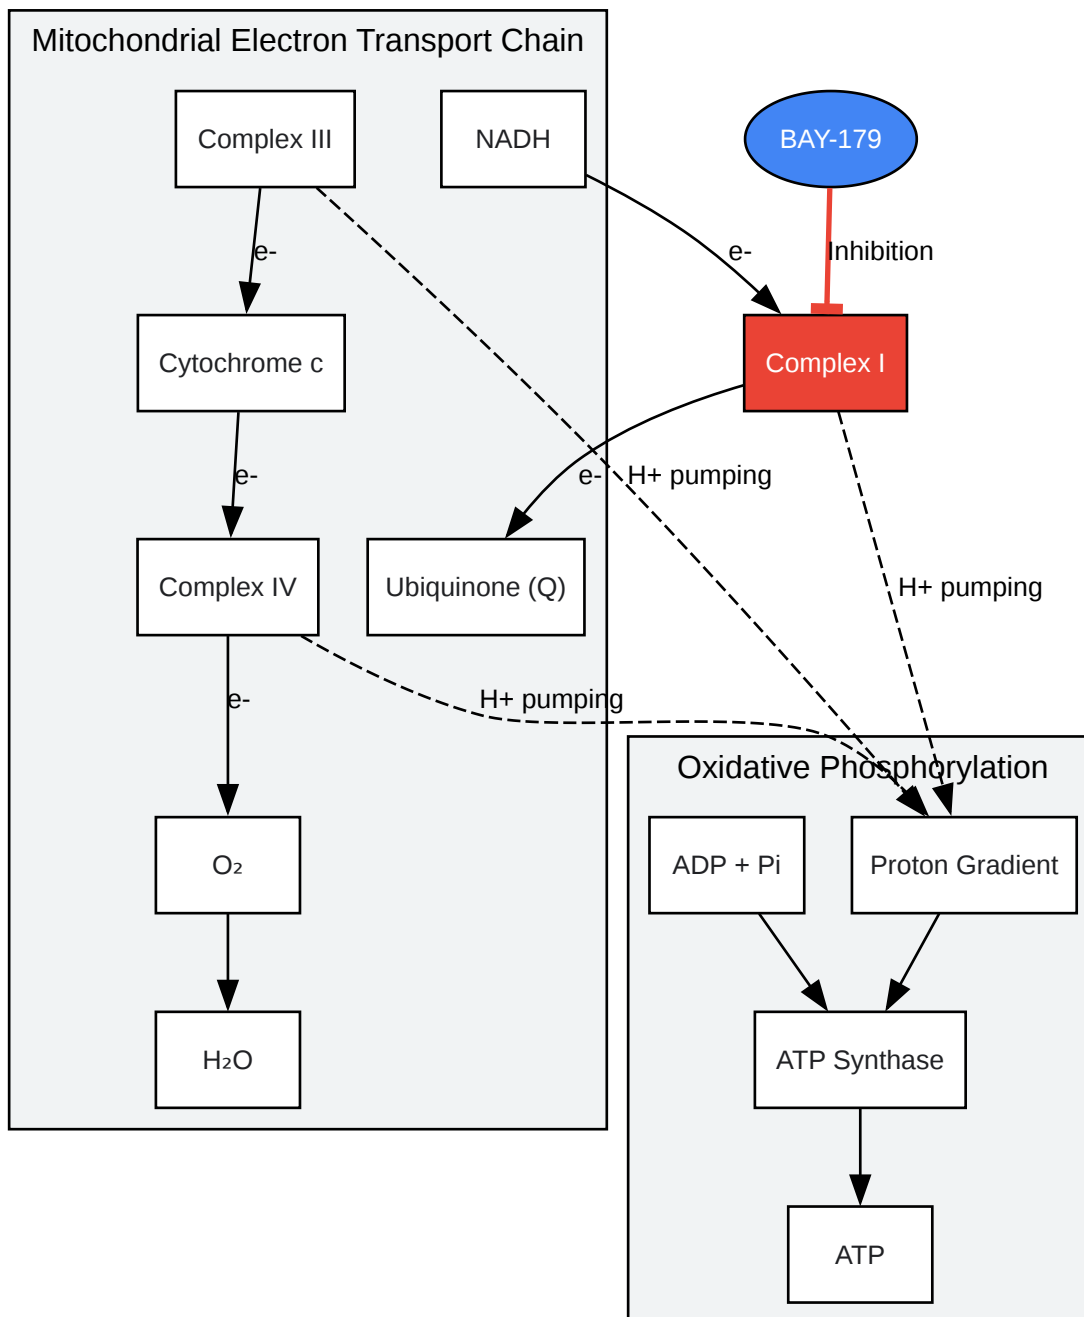 Mitochondrial Electron Transport Chain
Complex III
NADH
BAY-179
e-
e-
Inhibition
Cytochrome c
Complex I
e-
e-
H+ pumping
Complex IV
Ubiquinone (Q)
H+ pumping
e-
H+ pumping
Oxidative Phosphorylation
O₂
ADP + Pi
Proton Gradient
H₂O
ATP Synthase
ATP